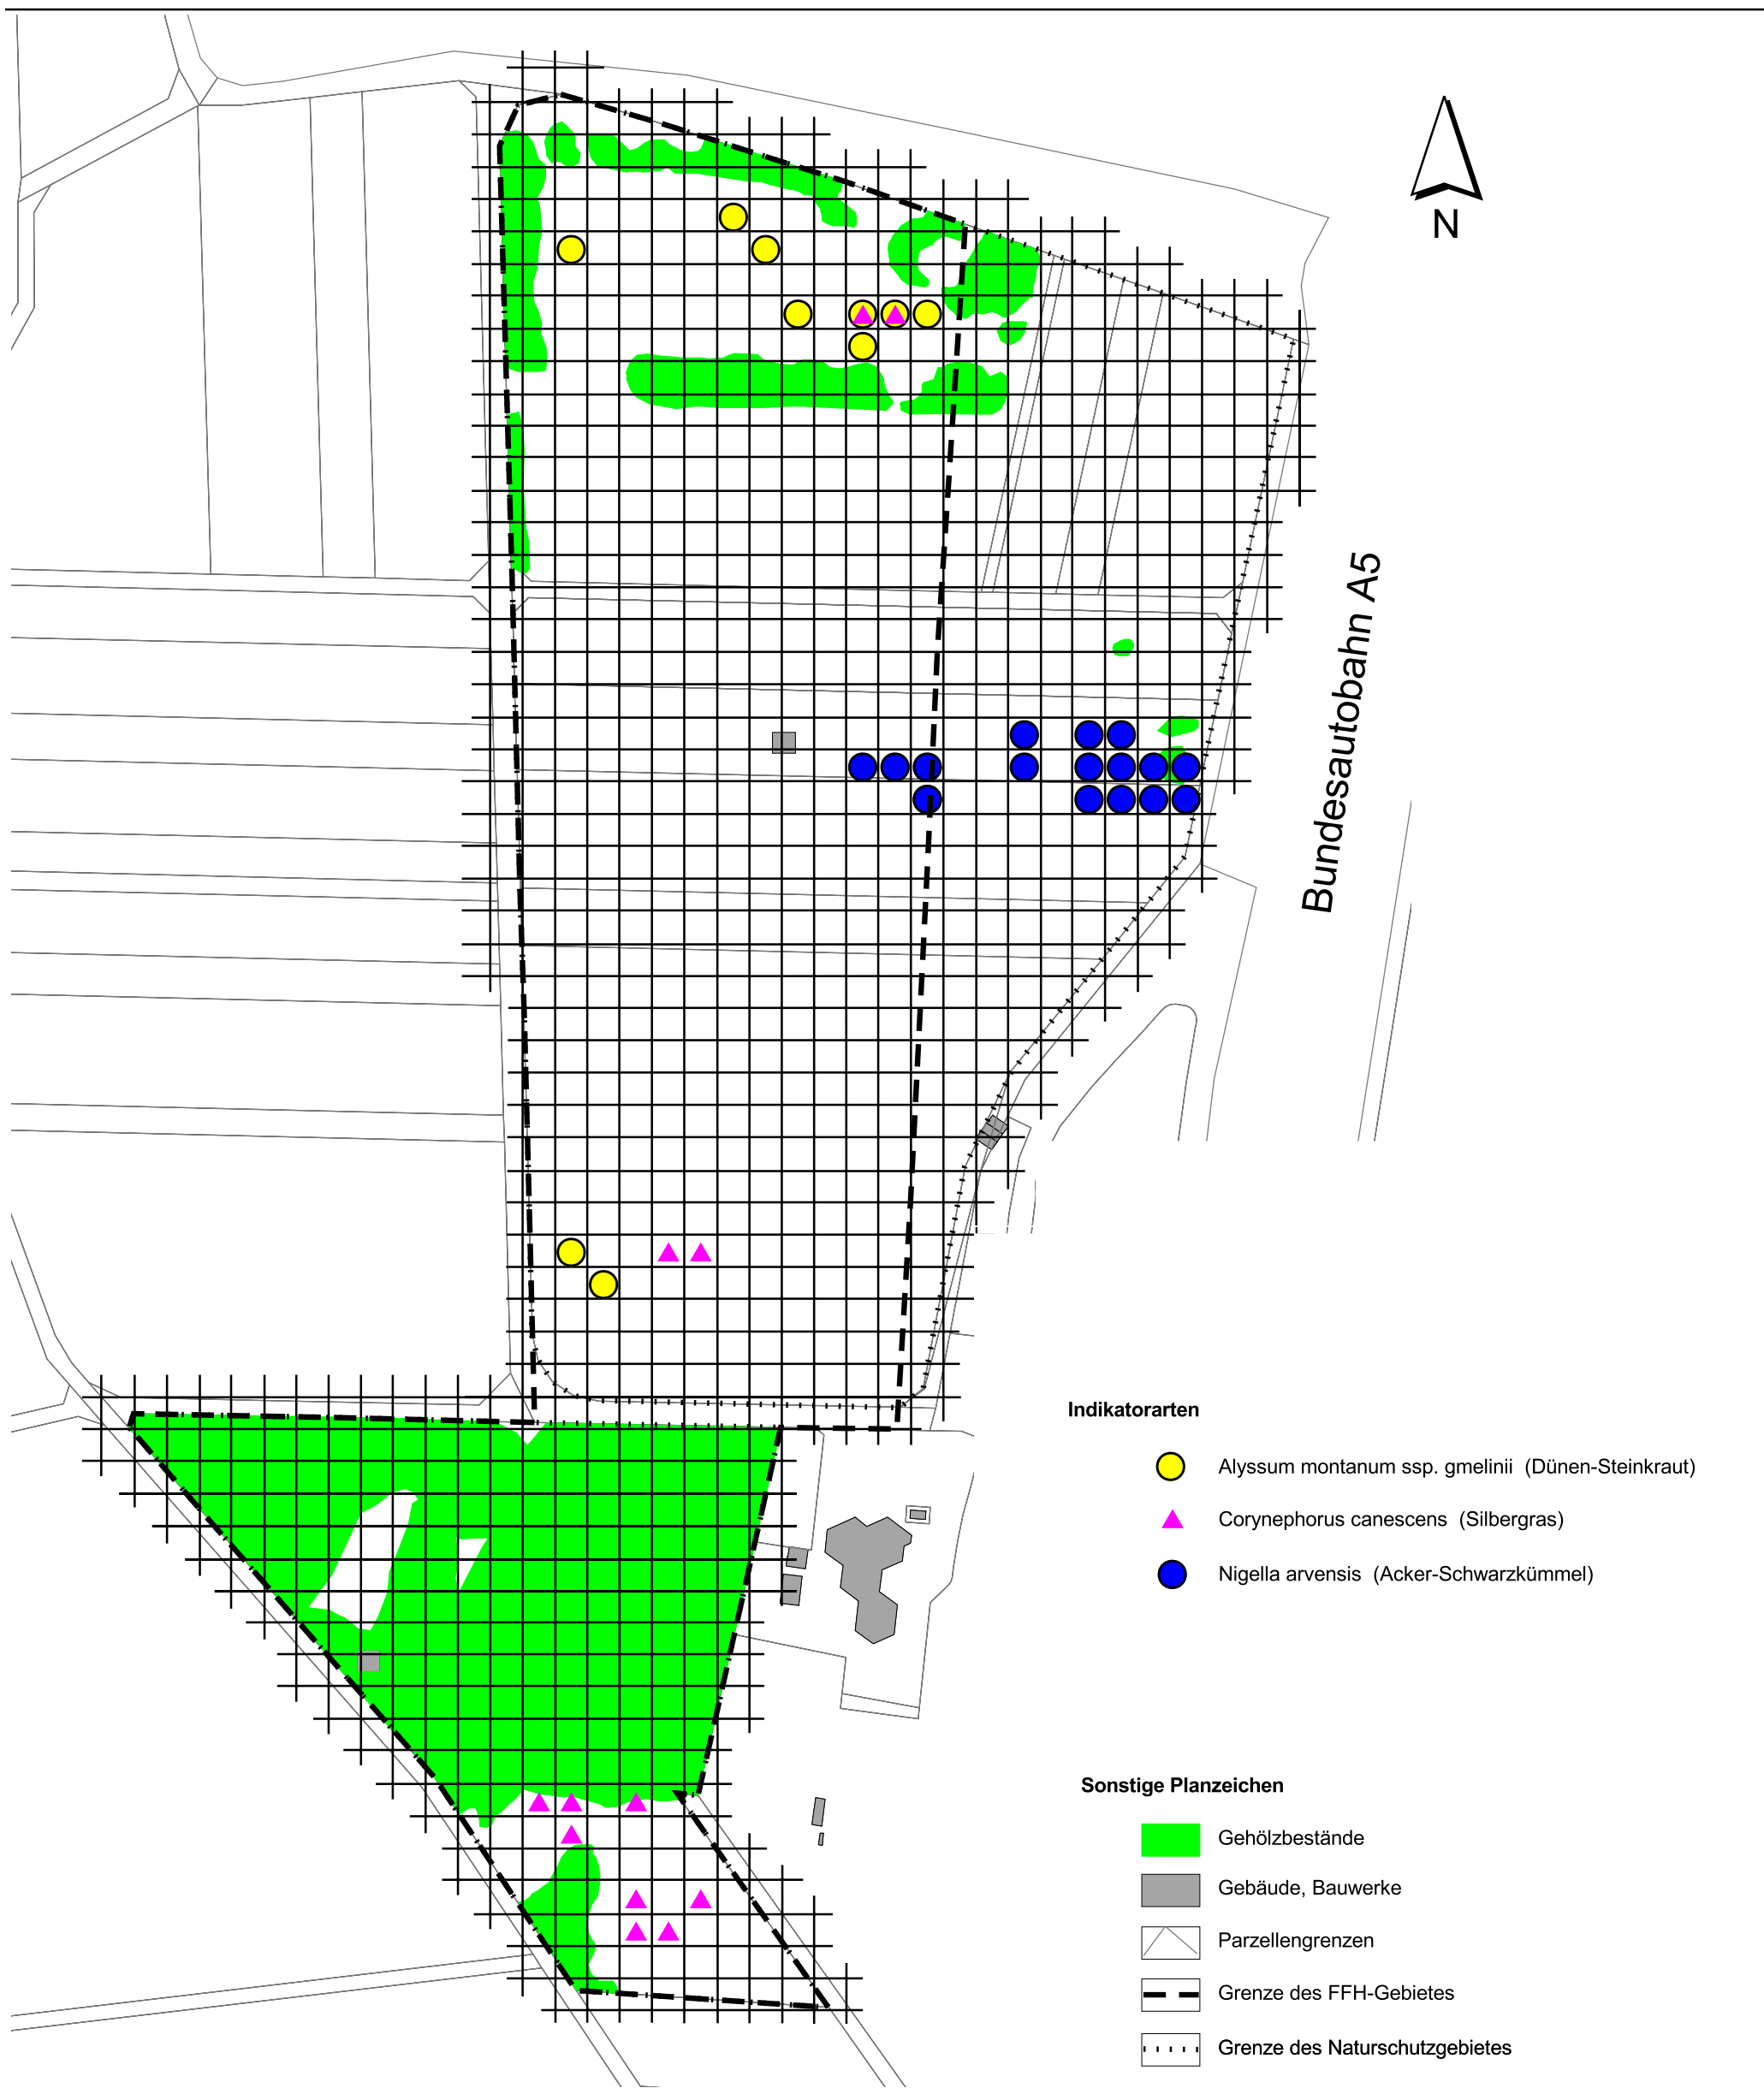 N
Bundesautobahn A5
Indikatorarten
Alyssum montanum ssp. gmelinii (Dünen-Steinkraut)
Corynephorus canescens (Silbergras)
Nigella arvensis (Acker-Schwarzkümmel)
Sonstige Planzeichen
Gehölzbestände
Gebäude, Bauwerke
Parzellengrenzen
Grenze des FFH-Gebietes
Grenze des Naturschutzgebietes